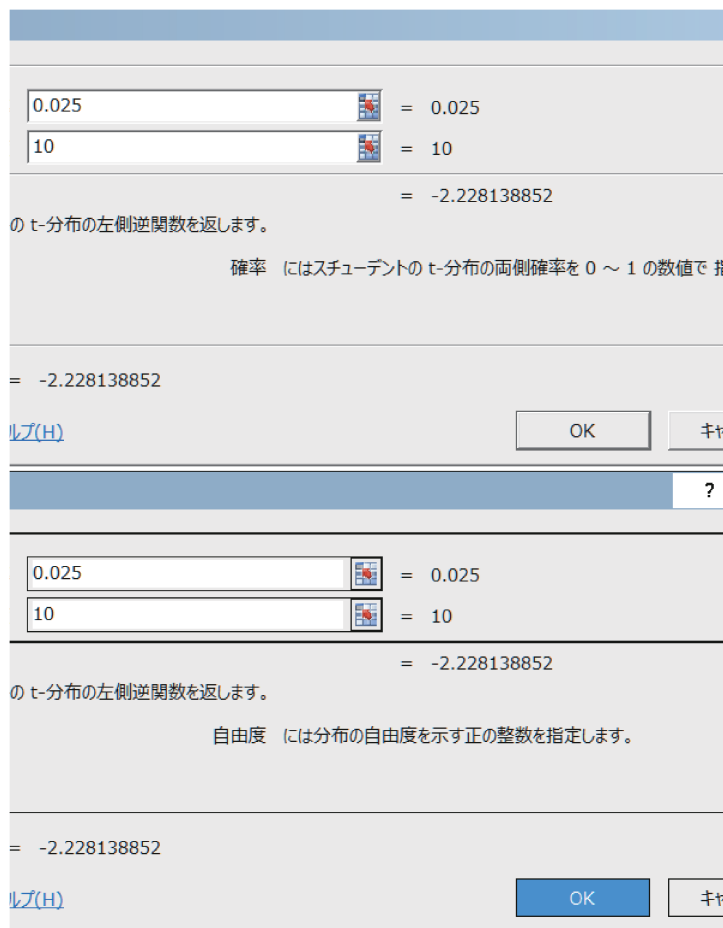 0.025 = 0.025
10 = 10
= -2.228138852
の t-分布の左側逆関数を返します。
確率 にはスチューデントの t-分布の両側確率を 0 ～ 1 の数値で
= -2.228138852
ルプ(H)
OK キャ
?
0.025 = 0.025
10 = 10
= -2.228138852
の t-分布の左側逆関数を返します。
自由度 には分布の自由度を示す正の整数を指定します。
= -2.228138852
ルプ(H)
OK キャ